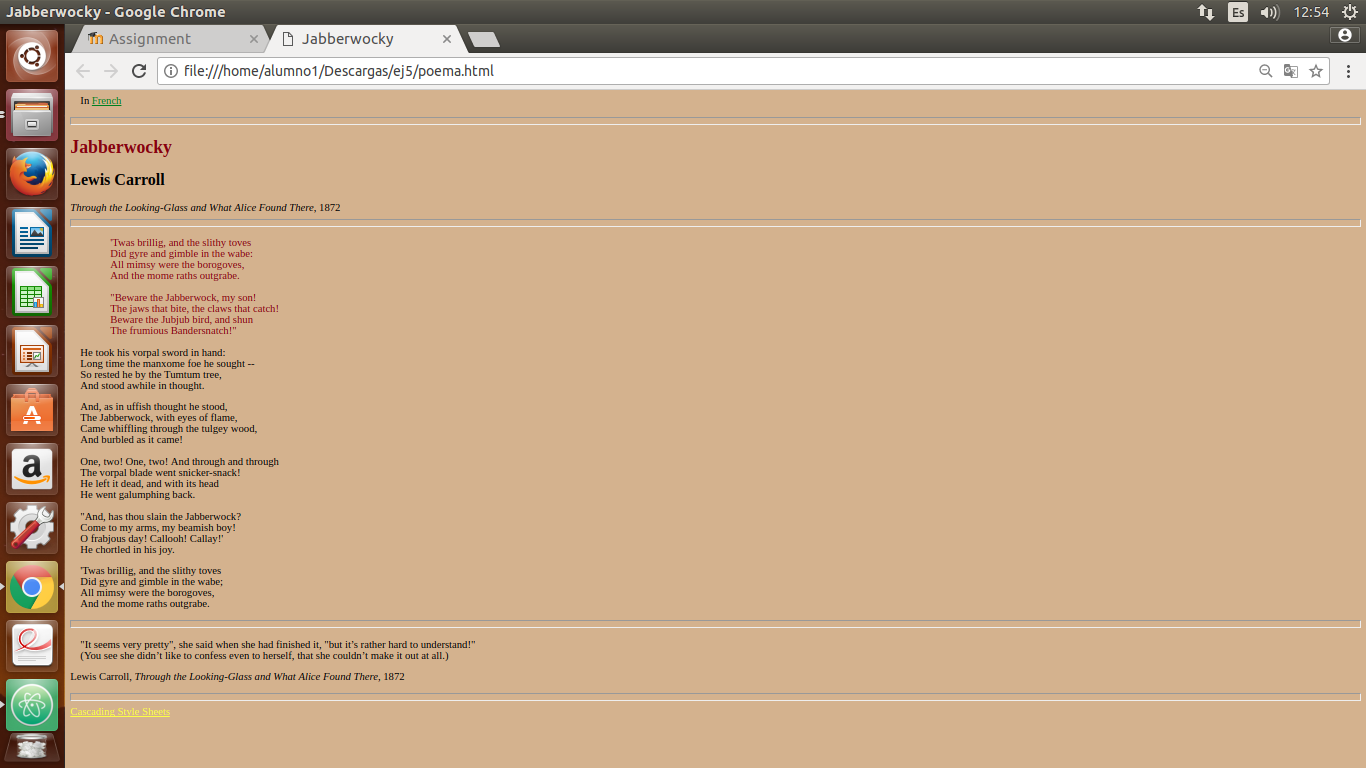 Jabberwocky - Google Chrome
Es
12:54
Assignment
Jabberwocky
file:///home/alumno1/Descargas/ej5/poema.html
In French
Jabberwocky
Lewis Carroll
Through the Looking-Glass and What Alice Found There, 1872
'Twas brillig, and the slithy toves
Did gyre and gimble in the wabe:
All mimsy were the borogoves,
And the mome raths outgrabe.
"Beware the Jabberwock, my son!
The jaws that bite, the claws that catch!
Beware the Jubjub bird, and shun
The frumious Bandersnatch!"
He took his vorpal sword in hand:
Long time the manxome foe he sought --
So rested he by the Tumtum tree,
And stood awhile in thought.
And, as in uffish thought he stood,
The Jabberwock, with eyes of flame,
Came whiffling through the tulgey wood,
And burbled as it came!
One, two! One, two! And through and through
The vorpal blade went snicker-snack!
He left it dead, and with its head
He went galumphing back.
"And, has thou slain the Jabberwock?
Come to my arms, my beamish boy!
O frabjous day! Callooh! Callay!'
He chortled in his joy.
'Twas brillig, and the slithy toves
Did gyre and gimble in the wabe;
All mimsy were the borogoves,
And the mome raths outgrabe.
"It seems very pretty", she said when she had finished it, "but it's rather hard to understand!"
(You see she didn't like to confess even to herself, that she couldn't make it out at all.)
Lewis Carroll, Through the Looking-Glass and What Alice Found There, 1872
Cascading Style Sheets